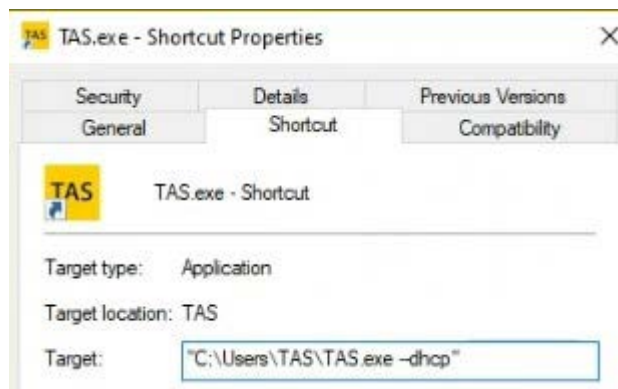 TAS TAS.exe - Shortcut Properties
Security Details Previous Versions
General Shortcut Compatibility
TAS TAS.exe - Shortcut
Target type: Application
Target location: TAS
Target: "C:\Users\TAS\TAS.exe –dhcp"